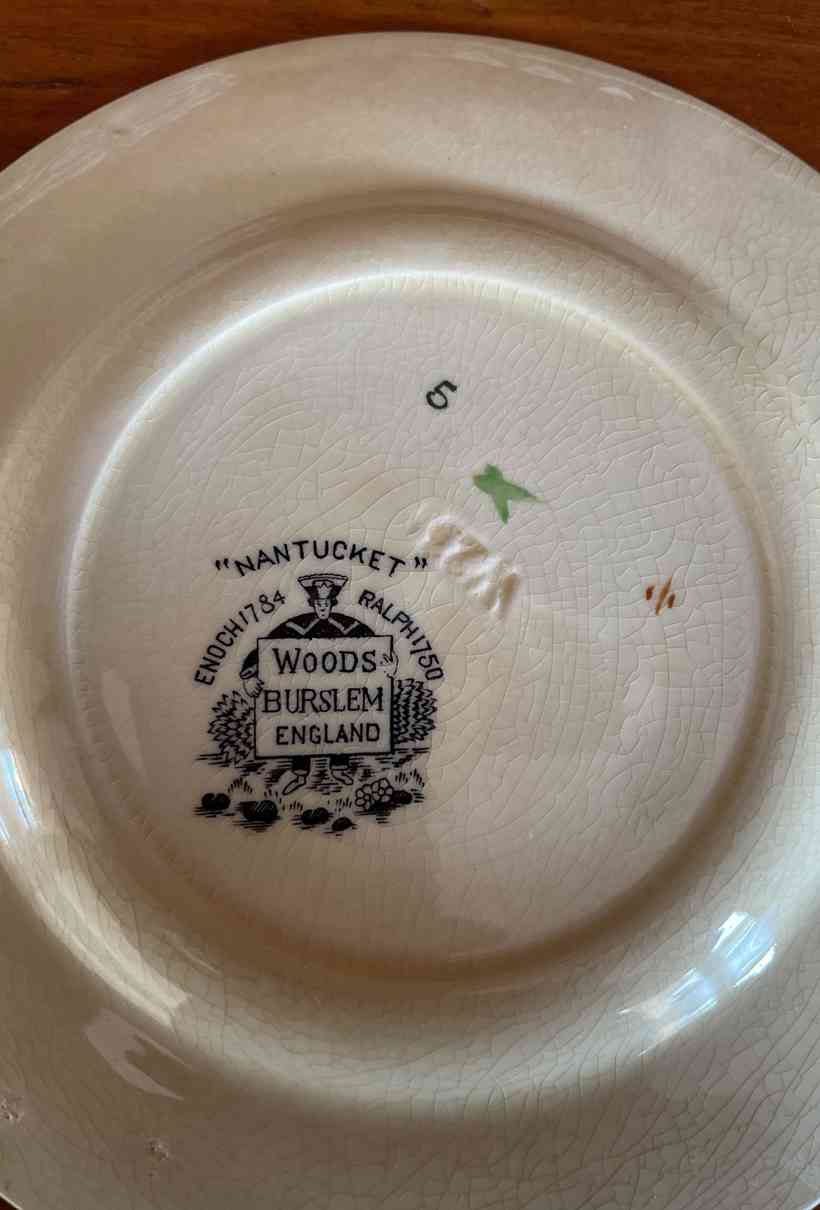 5
"NANTUCKET"
ENOCH 1784
RALPH 1750
WOODS
BURSLEM
ENGLAND